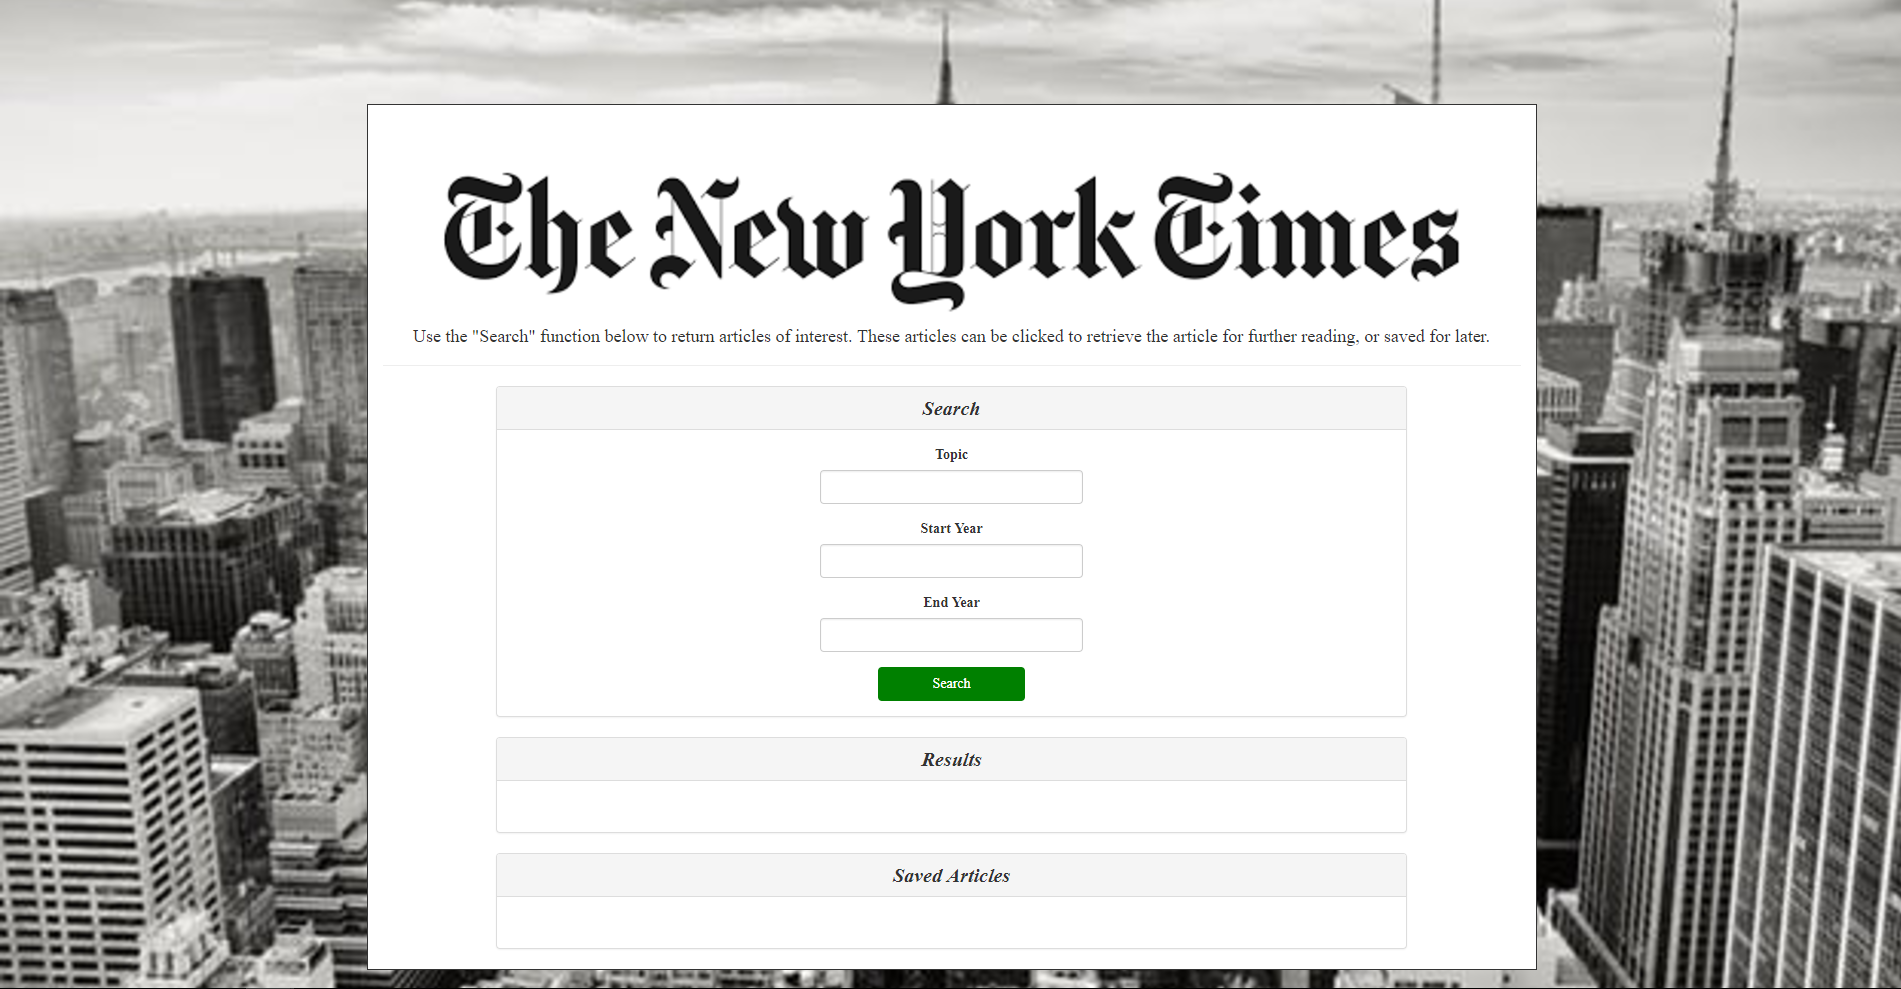 The New York Times
Use the "Search" function below to return articles of interest. These articles can be clicked to retrieve the article for further reading, or saved for later.
Search
Topic
Start Year
End Year
Search
Results
Saved Articles